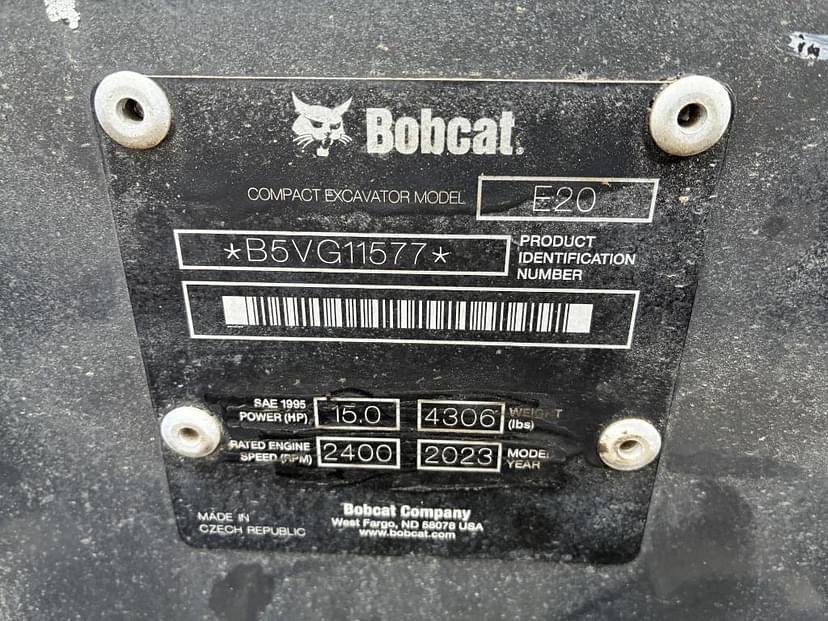 Bobcat.
COMPACT EXCAVATOR MODEL E20
*B5VG11577* PRODUCT
IDENTIFICATION
NUMBER
SAE 1995
POWER (HP) 15.0 4306 WEIGHT
(lbs)
RATED ENGINE
SPEED (RPM) 2400 2023 MODEL
YEAR
MADE IN
CZECH REPUBLIC
Bobcat Company
West Fargo, ND 58078 USA
www.bobcat.com